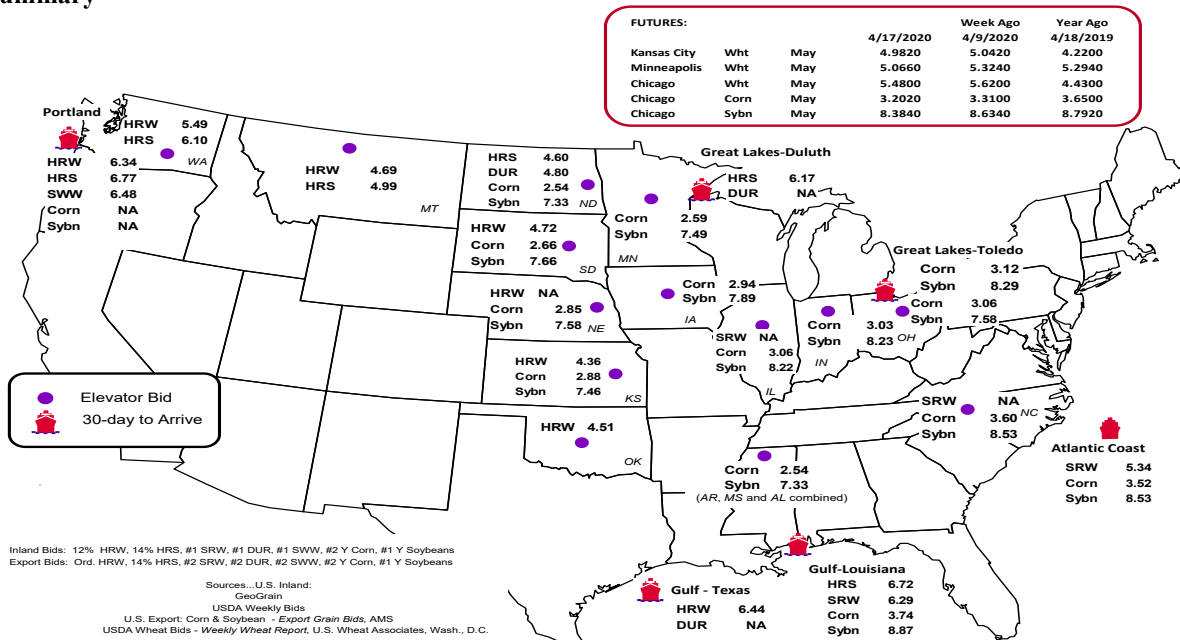 FUTURES: Week Ago Year Ago
4/17/2020 4/9/2020 4/18/2019
Kansas City Wht May 4.9820 5.0420 4.2200
Minneapolis Wht May 5.0660 5.3240 5.2940
Chicago Wht May 5.4800 5.6200 4.4300
Chicago Corn May 3.2020 3.3100 3.6500
Chicago Sybn May 8.3840 8.6340 8.7920
Portland
HRW 5.49
HRS 6.10
WA
HRW 6.34
HRS 6.77
SWW 6.48
Corn NA
Sybn NA
HRW 4.69
HRS 4.99
MT
HRS 4.60
DUR 4.80
Corn 2.54
Sybn 7.33
ND
Great Lakes-Duluth
HRS 6.17
DUR NA
Corn 2.59
Sybn 7.49
MN
HRW 4.72
Corn 2.66
Sybn 7.66
SD
Great Lakes-Toledo
Corn 3.12
Sybn 8.29
Corn 3.06
Sybn 7.58
OH
HRW NA
Corn 2.85
Sybn 7.58
NE
Corn 2.94
Sybn 7.89
IA
SRW NA
Corn 3.06
Sybn 8.22
IL
Corn 3.03
Sybn 8.23
IN
HRW 4.36
Corn 2.88
Sybn 7.46
KS
Elevator Bid
30-day to Arrive
HRW 4.51
OK
SRW NA
Corn 3.60
Sybn 8.53
NC
Atlantic Coast
SRW 5.34
Corn 3.52
Sybn 8.53
Corn 2.54
Sybn 7.33
(AR, MS and AL combined)
Gulf - Texas
HRW 6.44
DUR NA
Gulf-Louisiana
HRS 6.72
SRW 6.29
Corn 3.74
Sybn 8.87
Inland Bids: 12% HRW, 14% HRS, #1 SRW, #1 DUR, #1 SWW, #2 Y Corn, #1 Y Soybeans
Export Bids: Ord. HRW, 14% HRS, #2 SRW, #2 DUR, #2 SWW, #2 Y Corn, #1 Y Soybeans
Sources...U.S. Inland:
GeoGrain
USDA Weekly Bids
U.S. Export: Corn & Soybean - Export Grain Bids, AMS
USDA Wheat Bids - Weekly Wheat Report, U.S. Wheat Associates, Wash., D.C.